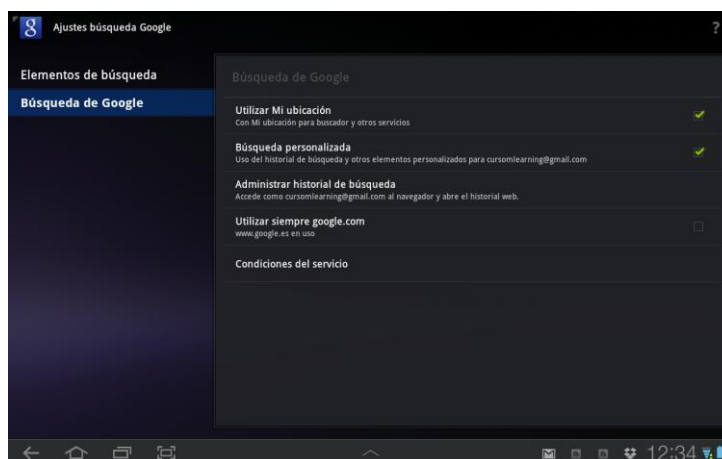 8 Ajustes búsqueda Google ?
Elementos de búsqueda
Búsqueda de Google
Búsqueda de Google
Utilizar Mi ubicación
Con Mi ubicación para buscador y otros servicios
Búsqueda personalizada
Uso del historial de búsqueda y otros elementos personalizados para cursomlearning@gmail.com
Administrar historial de búsqueda
Accede como cursomlearning@gmail.com al navegador y abre el historial web.
Utilizar siempre google.com
www.google.es en uso
Condiciones del servicio
12:34